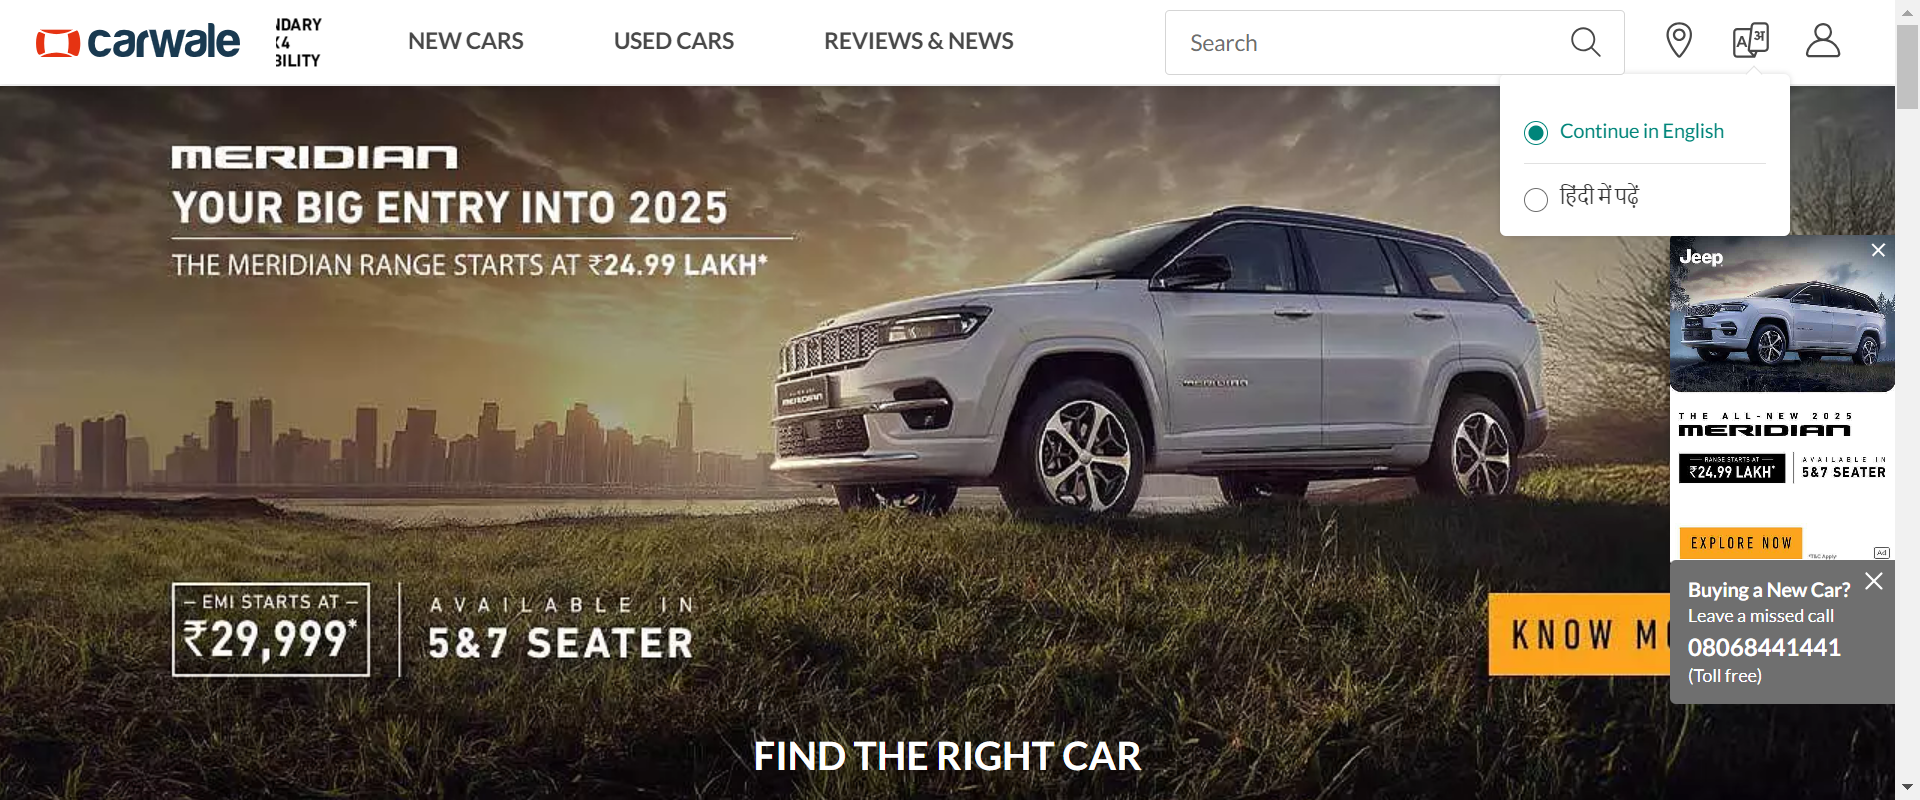 carwale
NEW CARS
USED CARS
REVIEWS & NEWS
Search
Continue in English
हिंदी में पढ़ें
MERIDIAN
YOUR BIG ENTRY INTO 2025
THE MERIDIAN RANGE STARTS AT ₹24.99 LAKH*
MERIDIAN
MERIDIAN
EMI STARTS AT
₹29,999*
AVAILABLE IN
5&7 SEATER
KNOW
FIND THE RIGHT CAR
Jeep
THE ALL-NEW 2025
MERIDIAN
RANGE STARTS AT
₹24.99 LAKH*
AVAILABLE IN
5&7 SEATER
EXPLORE NOW
*T&C Apply
Ad
Buying a New Car?
Leave a missed call
08068441441
(Toll free)